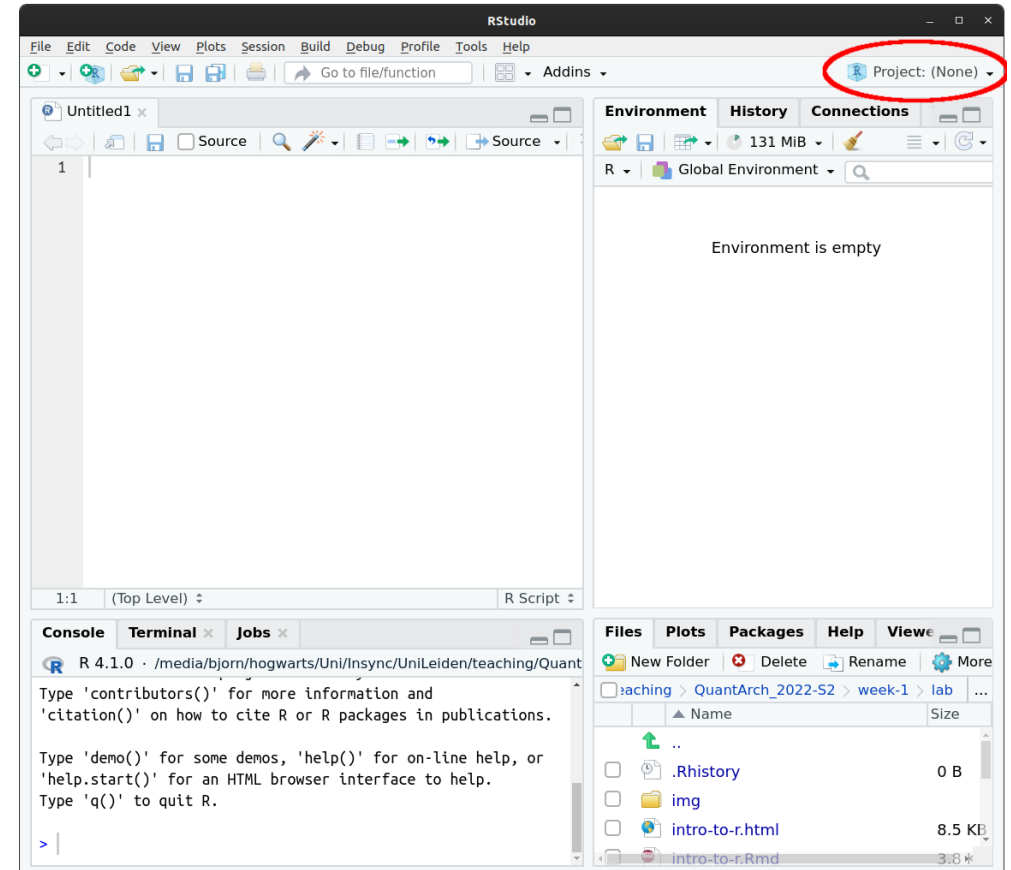 RStudio
File Edit Code View Plots Session Build Debug Profile Tools Help
Go to file/function Addins Project: (None)
Untitled1
Source Source
1
1:1 (Top Level) R Script
Environment History Connections
131 MiB
R Global Environment
Environment is empty
Console Terminal Jobs
R 4.1.0 · /media/bjorn/hogwarts/Uni/Insync/UniLeiden/teaching/Quant
Type 'contributors()' for more information and
'citation()' on how to cite R or R packages in publications.
Type 'demo()' for some demos, 'help()' for on-line help, or
'help.start()' for an HTML browser interface to help.
Type 'q()' to quit R.
>
Files Plots Packages Help Viewe
New Folder Delete Rename More
eaching > QuantArch_2022-S2 > week-1 > lab ...
Name Size
..
.Rhistory 0 B
img
intro-to-r.html 8.5 KB
intro-to-r.Rmd 3.8